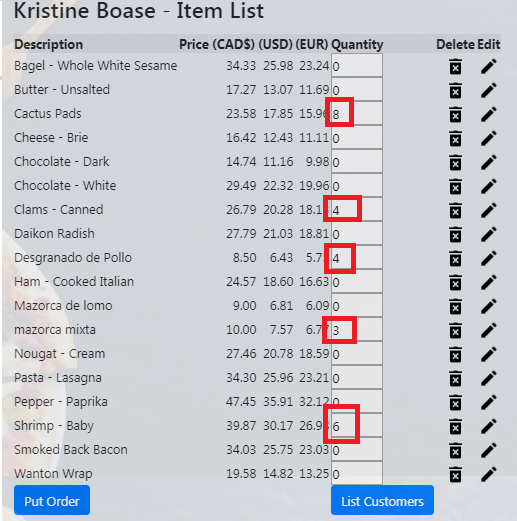 Kristine Boase - Item List
Description Price (CAD$) (USD) (EUR) Quantity Delete Edit
Bagel - Whole White Sesame 34.33 25.98 23.24 0
Butter - Unsalted 17.27 13.07 11.69 0
Cactus Pads 23.58 17.85 15.96 8
Cheese - Brie 16.42 12.43 11.11 0
Chocolate - Dark 14.74 11.16 9.98 0
Chocolate - White 29.49 22.32 19.96 0
Clams - Canned 26.79 20.28 4
Daikon Radish 27.79 21.03 18.81 0
Desgranado de Pollo 8.50 6.43 4
Ham - Cooked Italian 24.57 18.60 16.63 0
Mazorca de lomo 9.00 6.81 6.09 0
mazorca mixta 10.00 7.57 6.77 3
Nougat - Cream 27.46 20.78 18.59 0
Pasta - Lasagna 34.30 25.96 23.21 0
Pepper - Paprika 47.45 35.91 32.12 0
Shrimp - Baby 39.87 30.17 6
Smoked Back Bacon 34.03 25.75 23.03 0
Wanton Wrap 19.58 14.82 13.25 0
Put Order List Customers